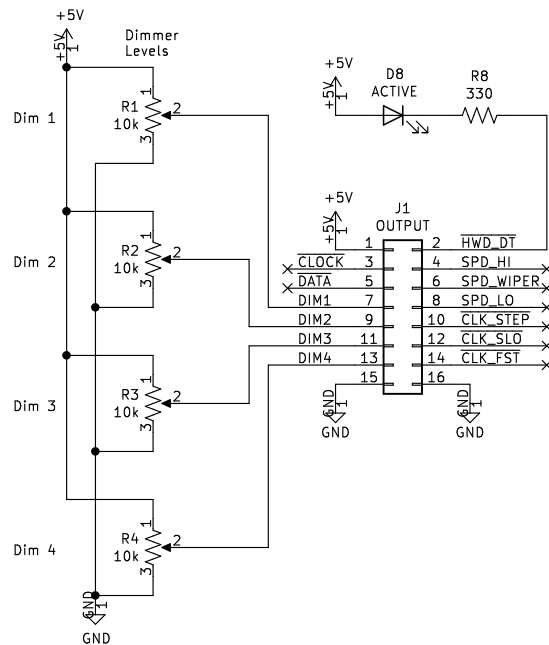 +5V
+5V
1
Dimmer
Levels
Dim 1
R1
10k
1
2
3
Dim 2
R2
10k
1
2
3
Dim 3
R3
10k
1
2
3
Dim 4
R4
10k
1
2
3
GND
1
GND
+5V
+5V
1
D8
ACTIVE
R8
330
+5V
+5V
1
J1
OUTPUT
1 2 HWD_DT
CLOCK 3 4 SPD_HI
DATA 5 6 SPD_WIPER
DIM1 7 8 SPD_LO
DIM2 9 10 CLK_STEP
DIM3 11 12 CLK_SLO
DIM4 13 14 CLK_FST
15 16
GND
1
GND
GND
1
GND